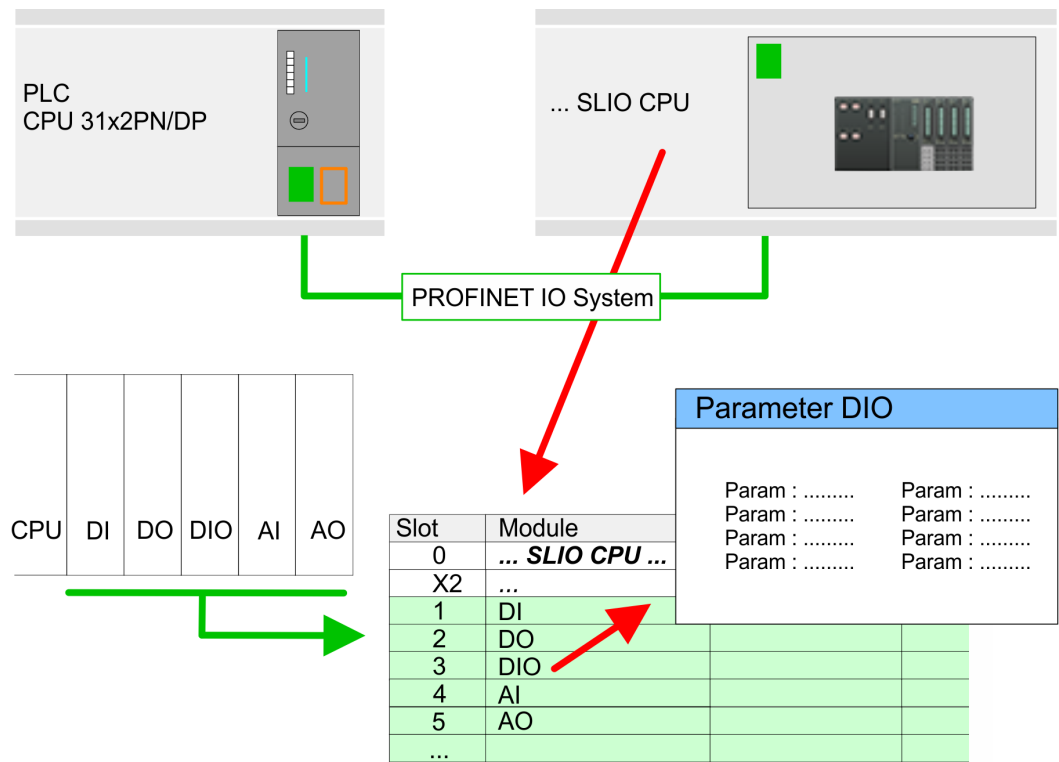 PLC
CPU 31x2PN/DP
... SLIO CPU
PROFINET IO System
CPU DI DO DIO AI AO
Parameter DIO
Param : ......... Param : .........
Param : ......... Param : .........
Param : ......... Param : .........
Param : ......... Param : .........
Slot Module
0 ... SLIO CPU ...
X2 ...
1 DI
2 DO
3 DIO
4 AI
5 AO
...